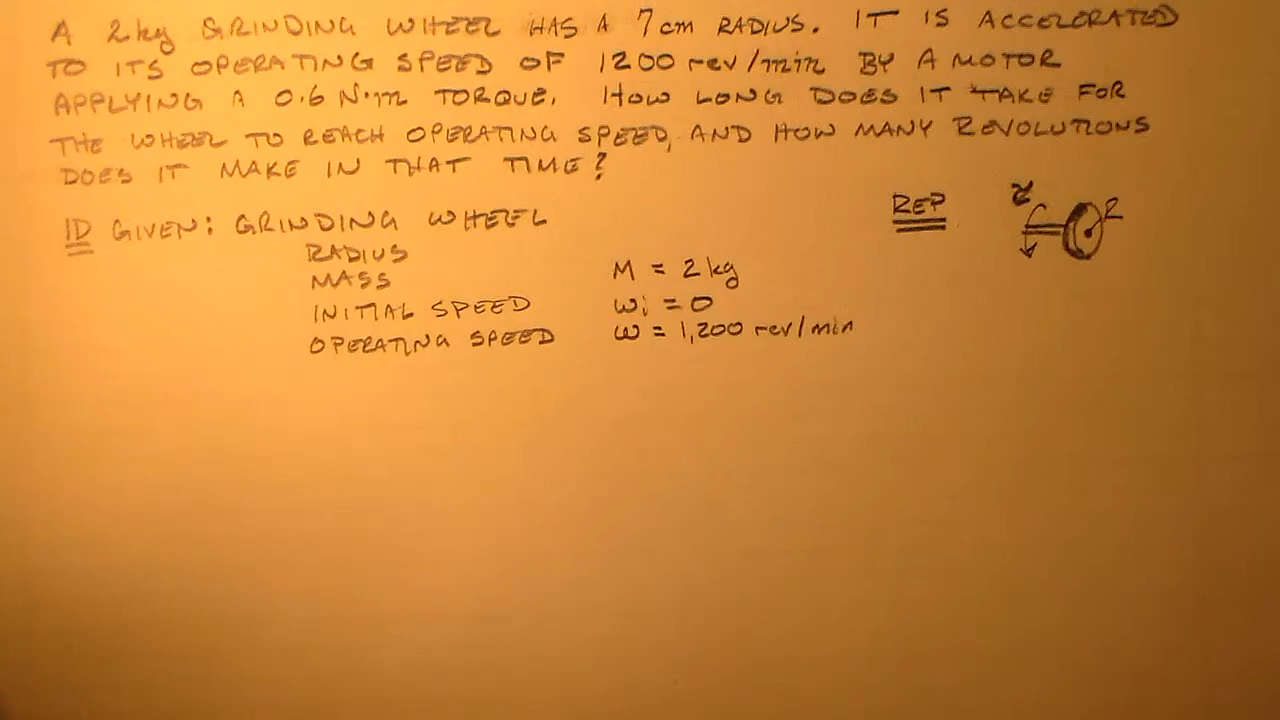 A 2kg GRINDING WHEEL HAS A 7cm RADIUS. IT IS ACCELERATED
TO ITS OPERATING SPEED OF 1200 rev/min BY A MOTOR
APPLYING A 0.6 N·m TORQUE. HOW LONG DOES IT TAKE FOR
THE WHEEL TO REACH OPERATING SPEED, AND HOW MANY REVOLUTIONS
DOES IT MAKE IN THAT TIME?
REP τ R
ID GIVEN: GRINDING WHEEL
RADIUS
MASS M = 2kg
INITIAL SPEED ωi = 0
OPERATING SPEED ω = 1,200 rev/min